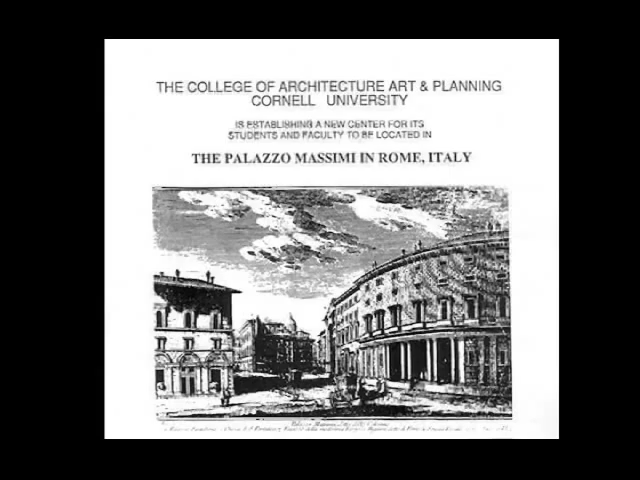 THE COLLEGE OF ARCHITECTURE ART & PLANNING
CORNELL UNIVERSITY
IS ESTABLISHING A NEW CENTER FOR ITS
STUDENTS AND FACULTY TO BE LOCATED IN
THE PALAZZO MASSIMI IN ROME, ITALY